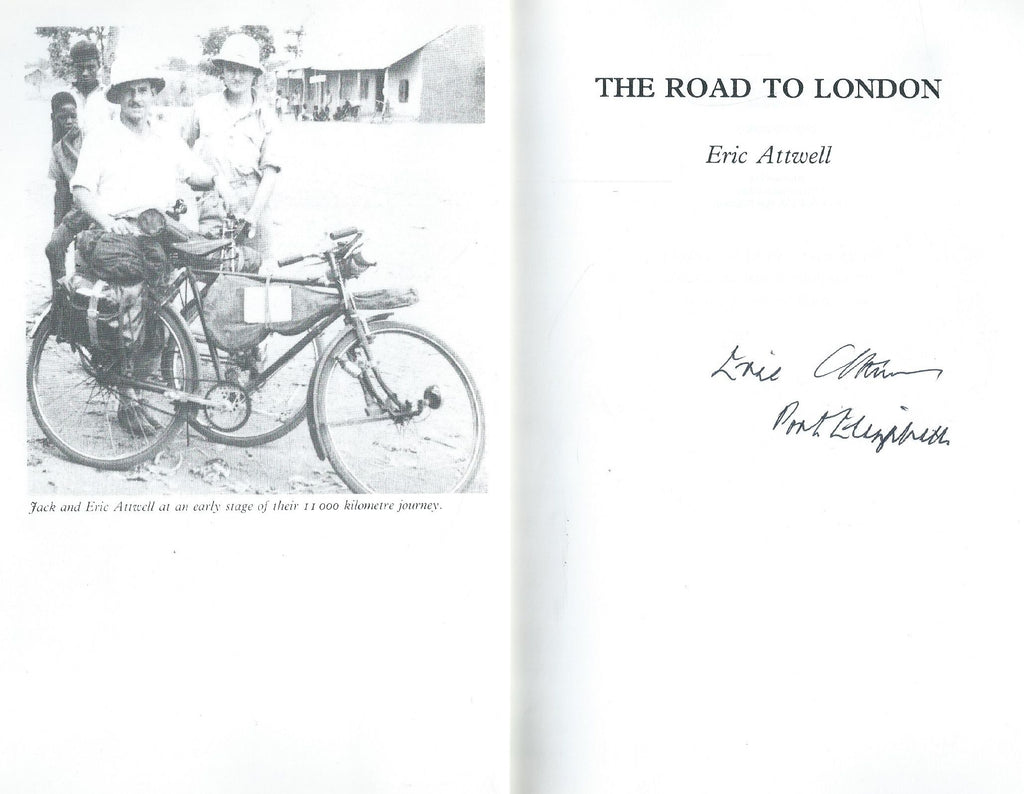 Jack and Eric Attwell at an early stage of their 11 000 kilometre journey.
THE ROAD TO LONDON
Eric Attwell
Eric Attwell
Port Elizabeth